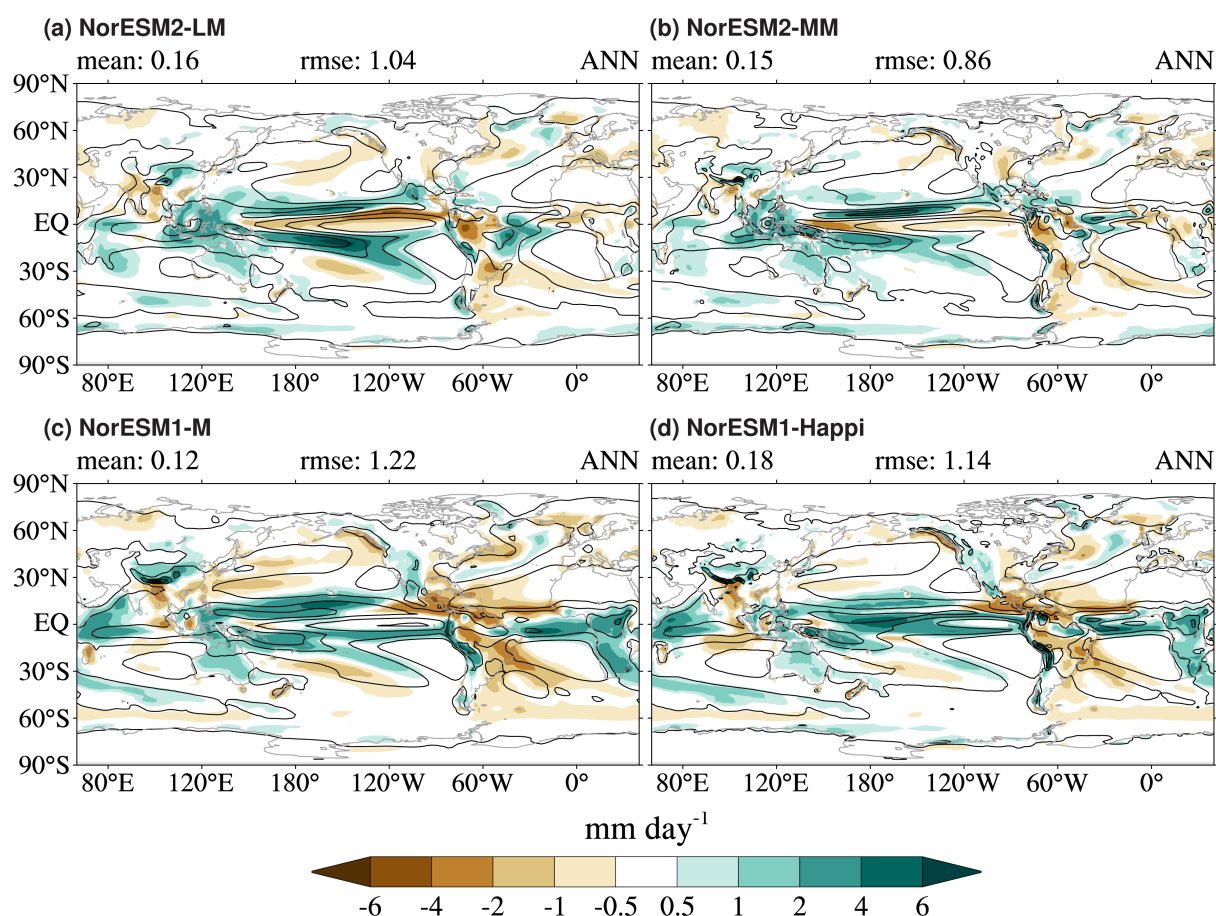 (a) NorESM2-LM
(b) NorESM2-MM
mean: 0.16 rmse: 1.04 ANN
mean: 0.15 rmse: 0.86 ANN
90°N
60°N
30°N
EQ
30°S
60°S
90°S
80°E 120°E 180° 120°W 60°W 0°
80°E 120°E 180° 120°W 60°W 0°
(c) NorESM1-M
(d) NorESM1-Happi
mean: 0.12 rmse: 1.22 ANN
mean: 0.18 rmse: 1.14 ANN
90°N
60°N
30°N
EQ
30°S
60°S
90°S
80°E 120°E 180° 120°W 60°W 0°
80°E 120°E 180° 120°W 60°W 0°
mm day⁻¹
-6 -4 -2 -1 -0.5 0.5 1 2 4 6